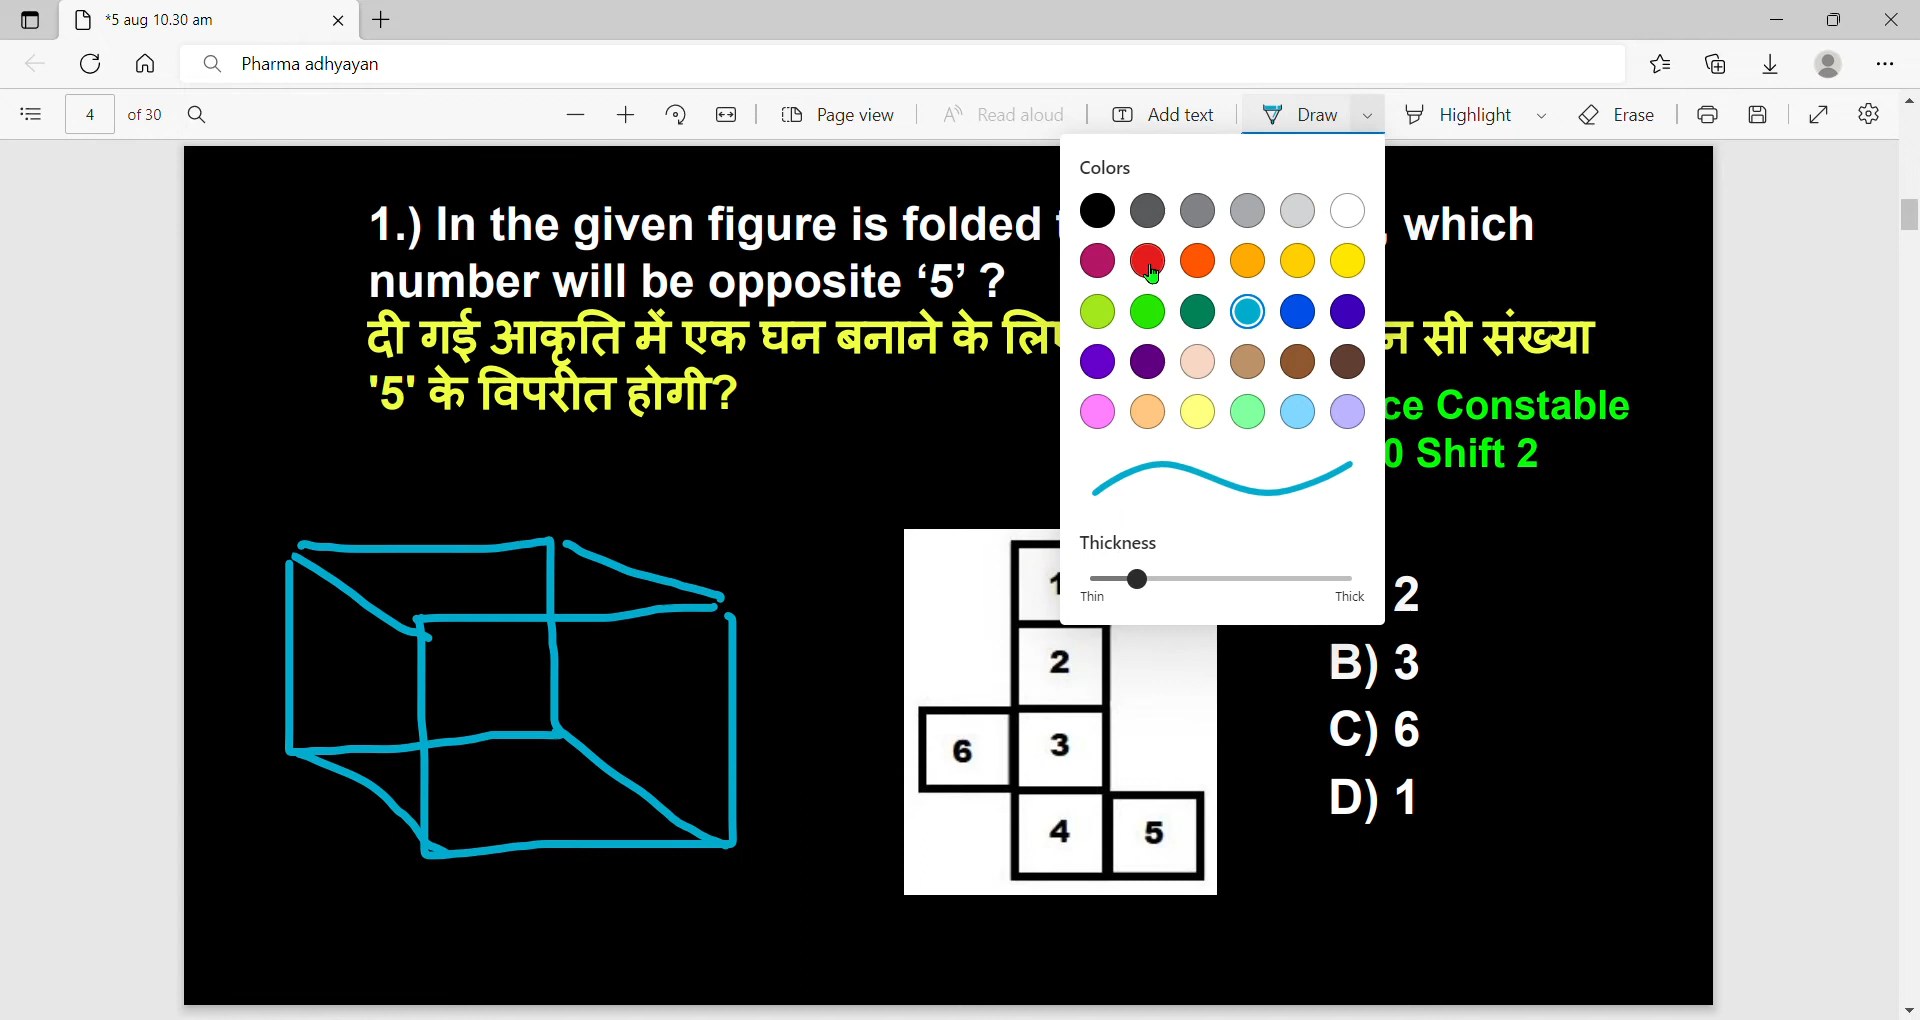 *5 aug 10.30 am
Pharma adhyayan
4 of 30 Page view Read aloud Add text Draw Highlight Erase
Colors
1.) In the given figure is folded , which
number will be opposite ‘5’ ?
दी गई आकृति में एक घन बनाने के सी संख्या
'5' के विपरीत होगी?
Constable
0 Shift 2
Thickness
Thin Thick
1
2
3
4
5
6
2
B) 3
C) 6
D) 1